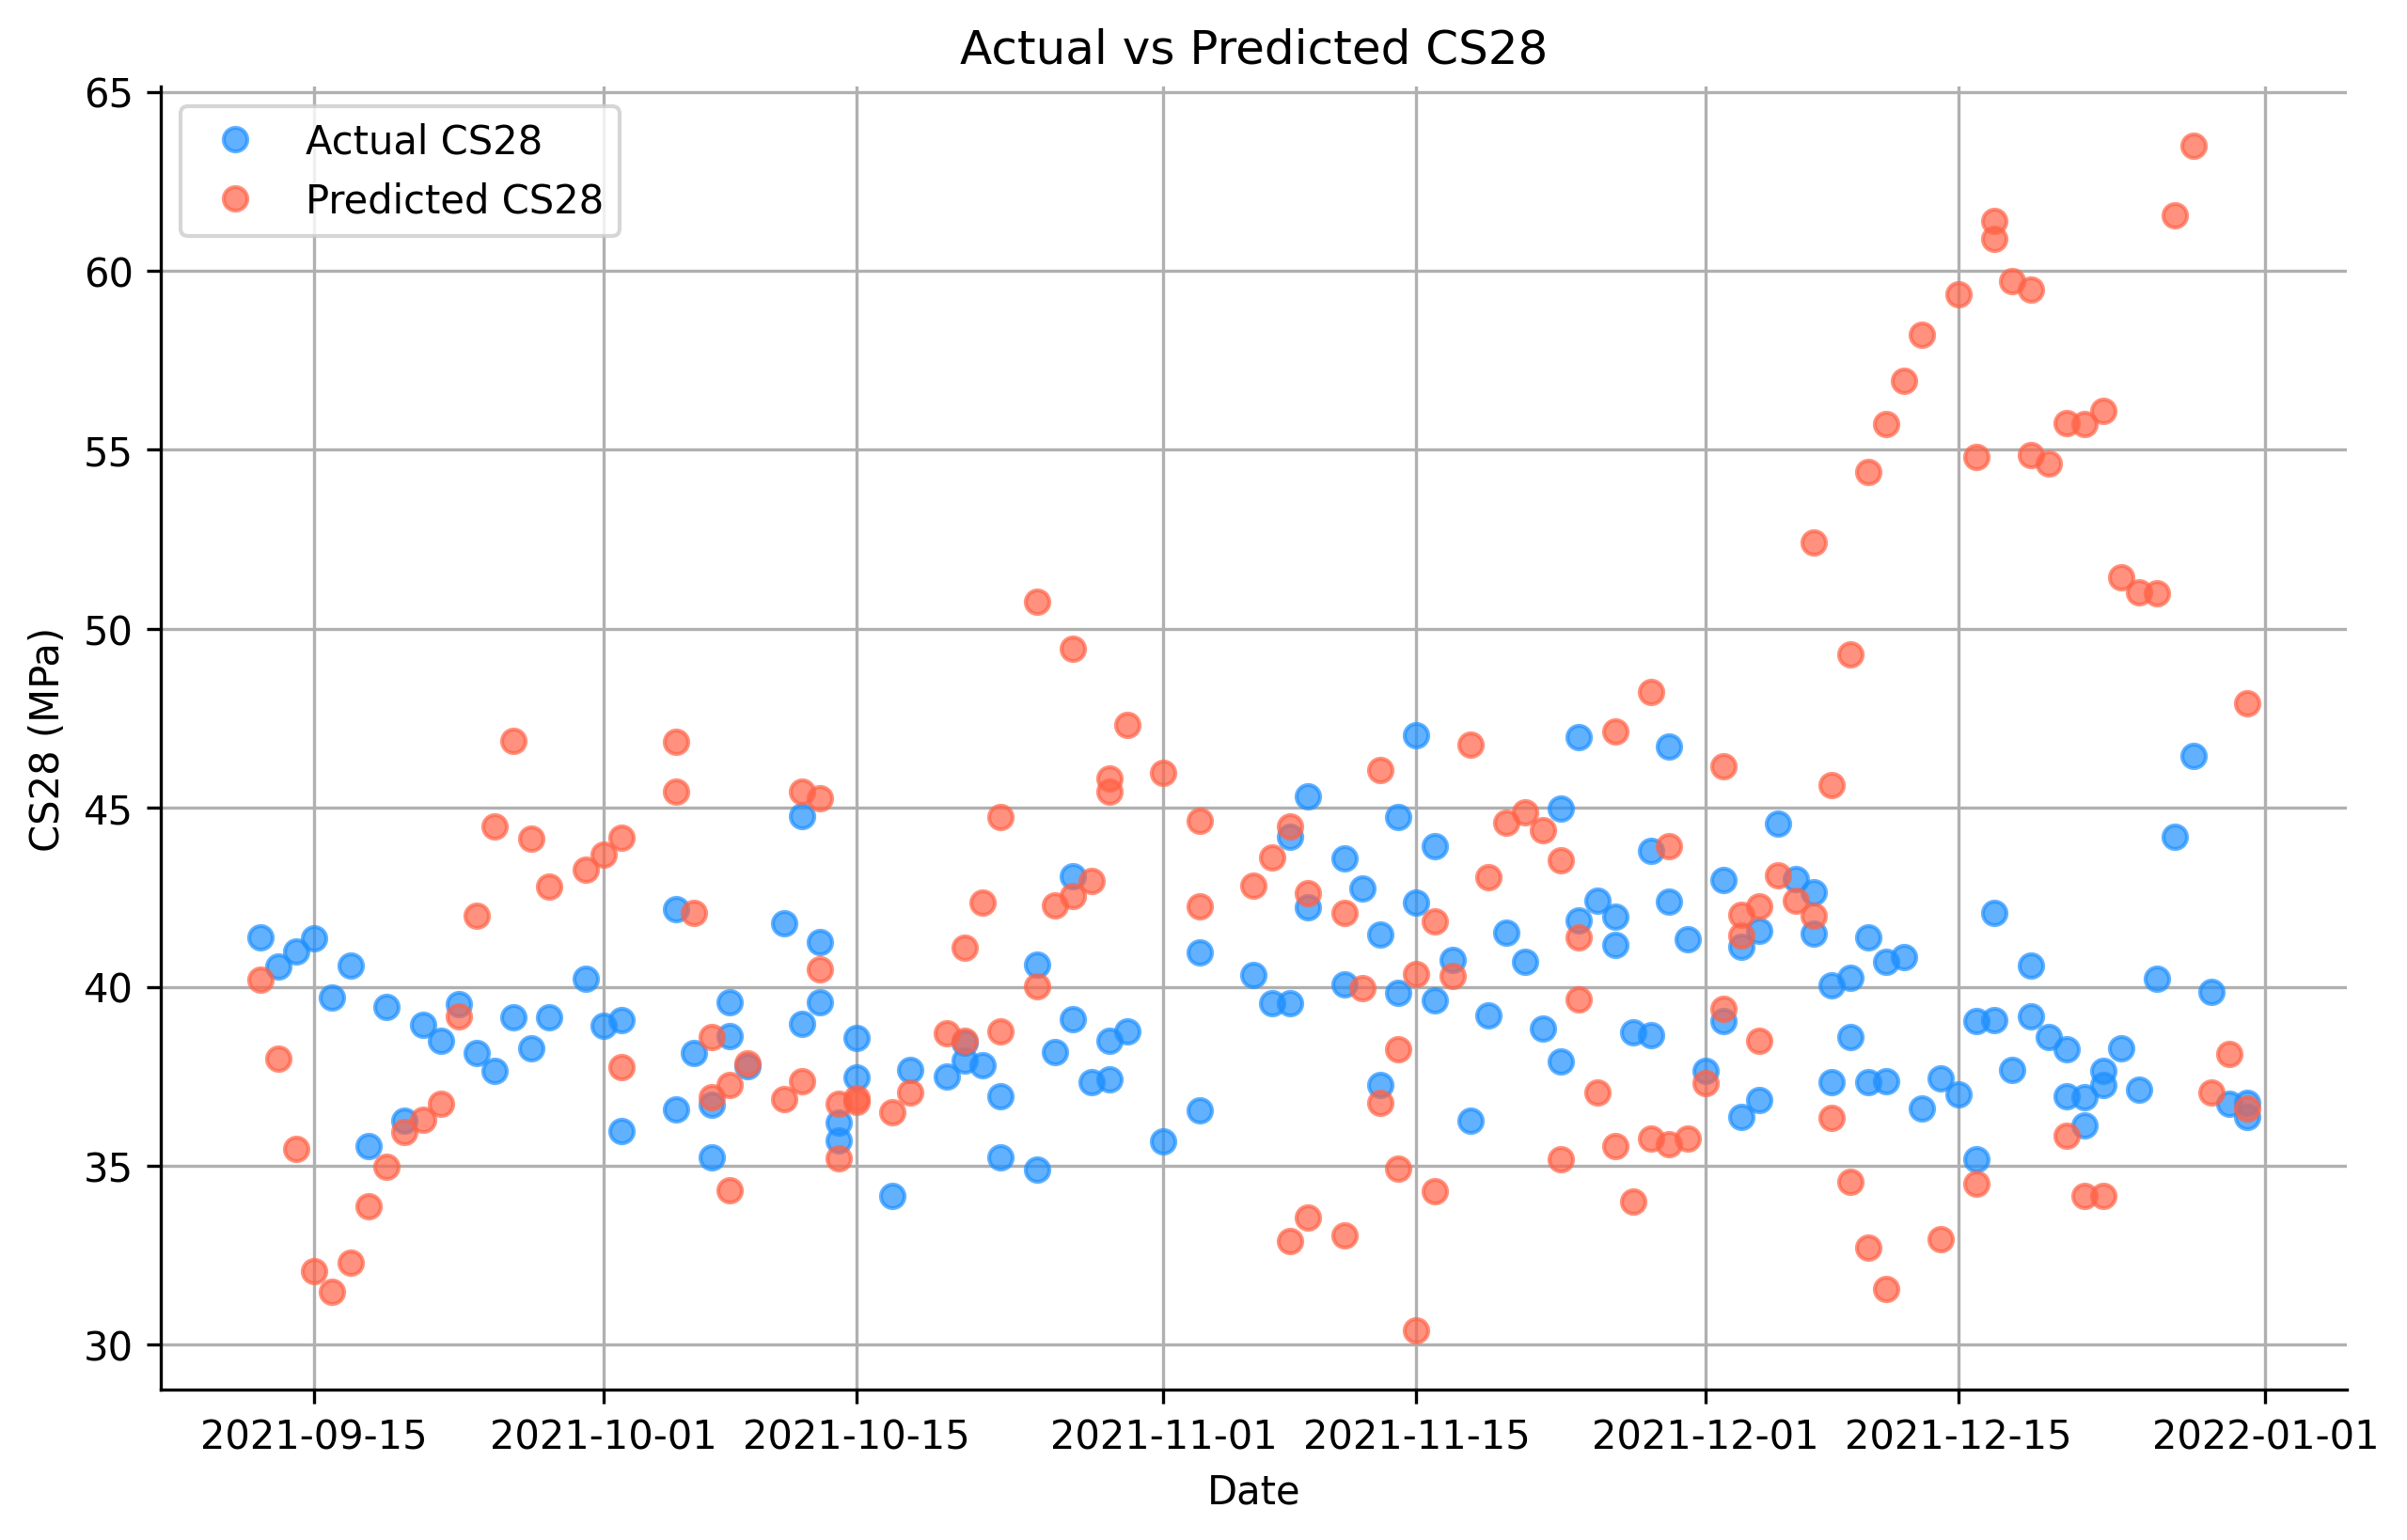 Actual vs Predicted CS28
Actual CS28
Predicted CS28
CS28 (MPa)
65
60
55
50
45
40
35
30
2021-09-15 2021-10-01 2021-10-15 2021-11-01 2021-11-15 2021-12-01 2021-12-15 2022-01-01
Date